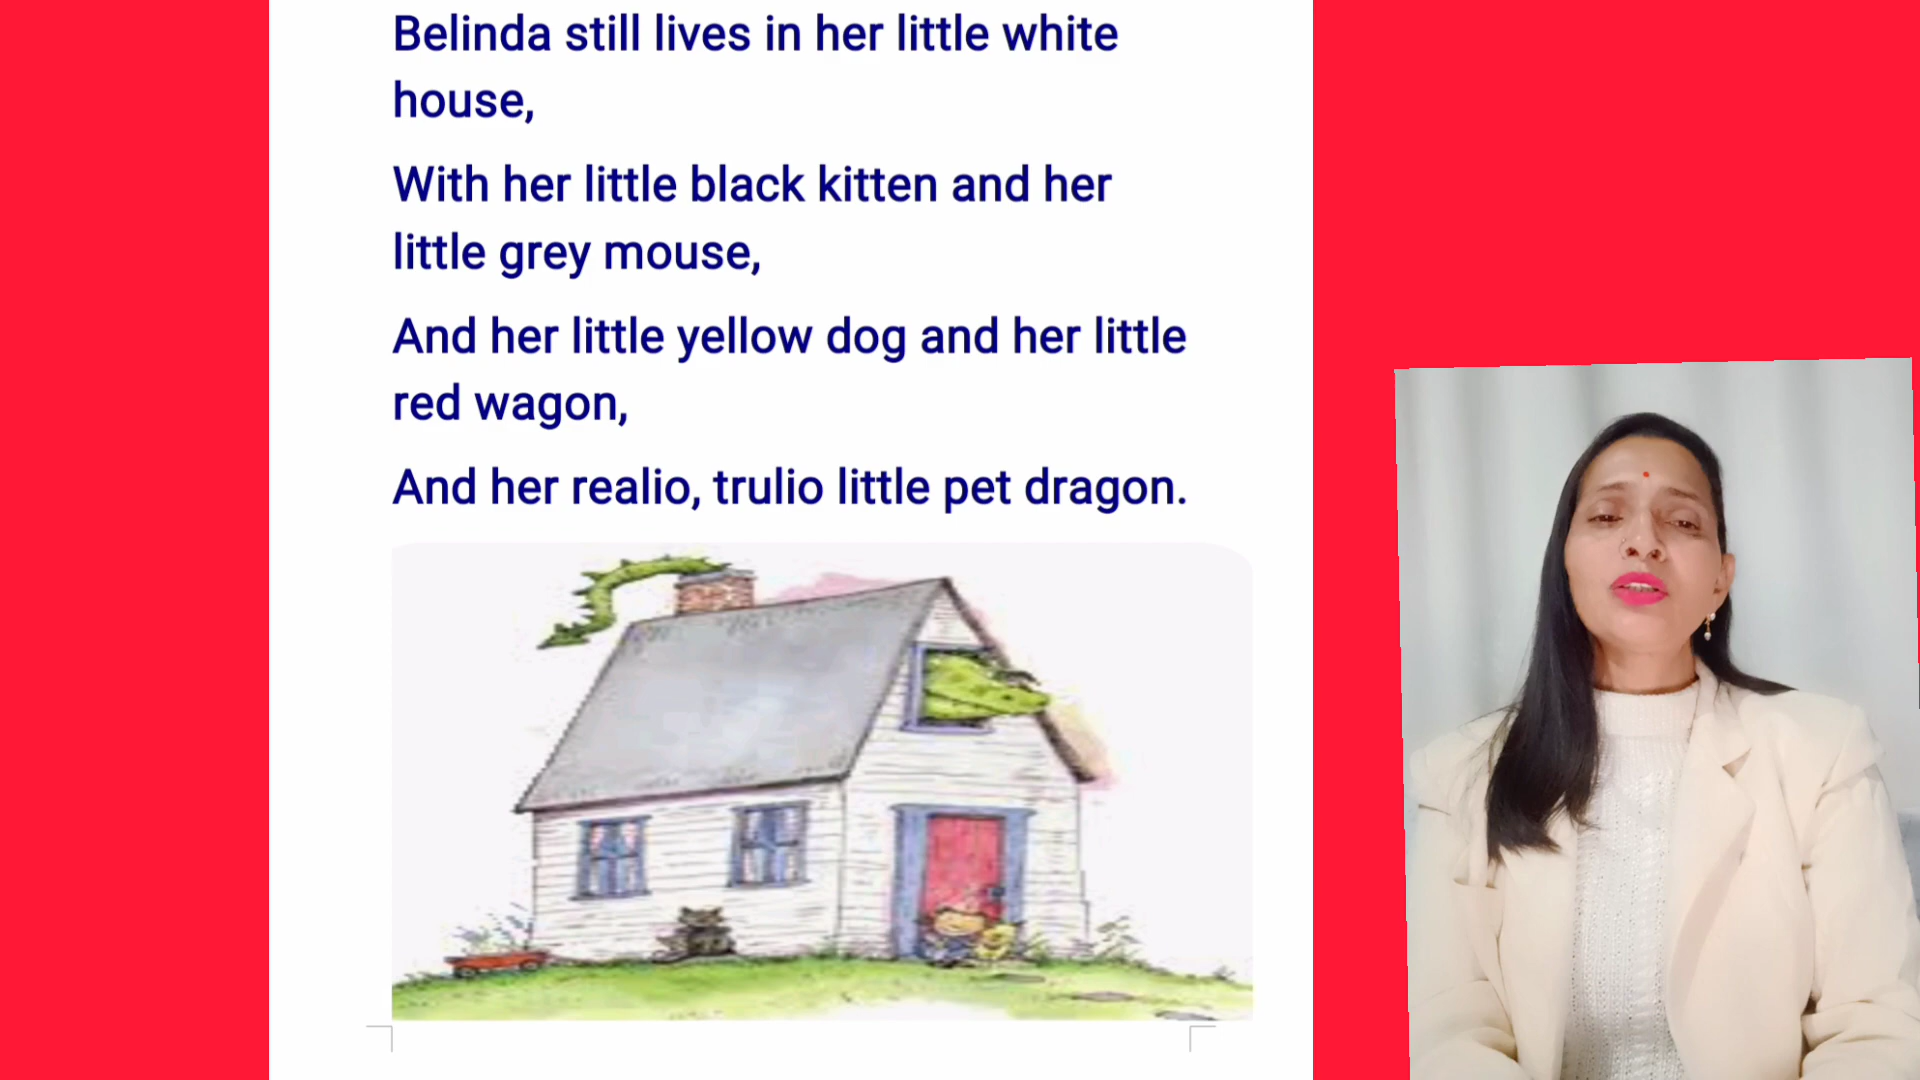 Belinda still lives in her little white
house,
With her little black kitten and her
little grey mouse,
And her little yellow dog and her little
red wagon,
And her realio, trulio little pet dragon.